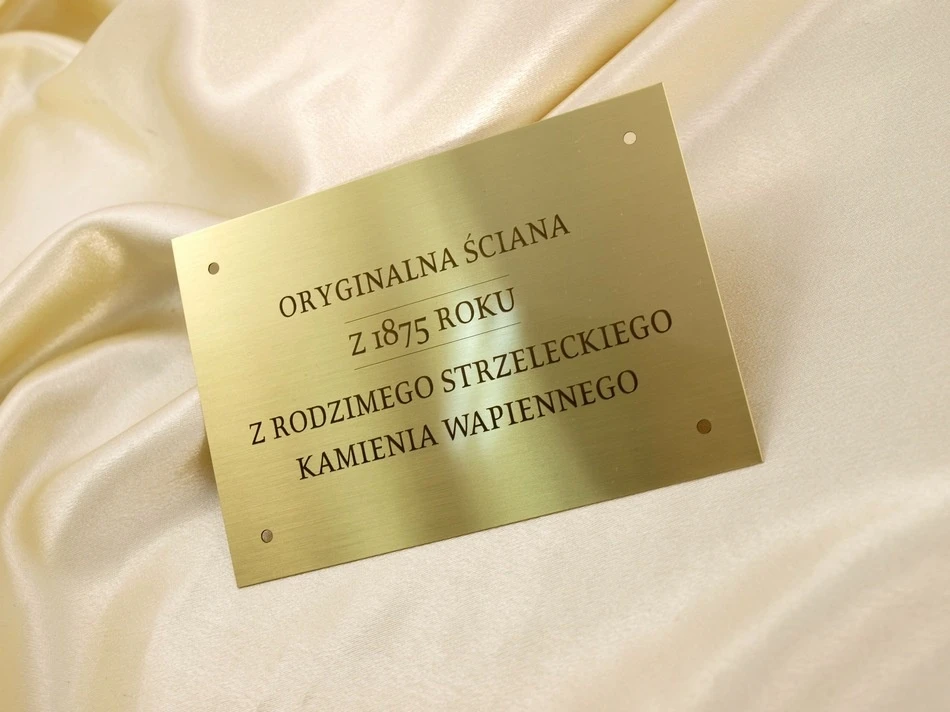 ORYGINALNA ŚCIANA
Z 1875 ROKU
Z RODZIMEGO STRZELECKIEGO
KAMIENIA WAPIENNEGO